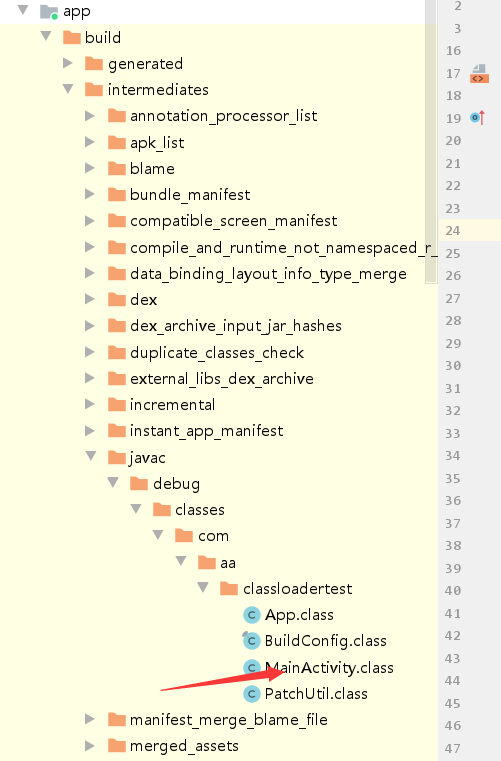 app
build
generated
intermediates
annotation_processor_list
apk_list
blame
bundle_manifest
compatible_screen_manifest
compile_and_runtime_not_namespaced_r_
data_binding_layout_info_type_merge
dex
dex_archive_input_jar_hashes
duplicate_classes_check
external_libs_dex_archive
incremental
instant_app_manifest
javac
debug
classes
com
aa
classloadertest
App.class
BuildConfig.class
MainActivity.class
PatchUtil.class
manifest_merge_blame_file
merged_assets
2
3
16
17
18
19
20
21
22
23
24
25
26
27
28
29
30
31
32
33
34
35
36
37
38
39
40
41
42
43
44
45
46
47